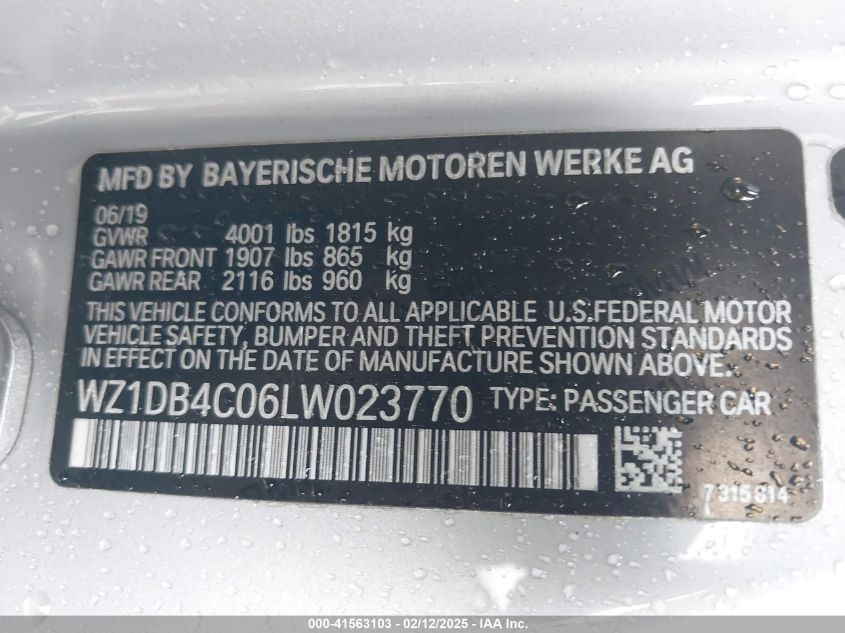 MFD BY BAYERISCHE MOTOREN WERKE AG
06/19
GVWR 4001 lbs 1815 kg
GAWR FRONT 1907 lbs 865 kg
GAWR REAR 2116 lbs 960 kg
THIS VEHICLE CONFORMS TO ALL APPLICABLE U.S.FEDERAL MOTOR
VEHICLE SAFETY, BUMPER AND THEFT PREVENTION STANDARDS
IN EFFECT ON THE DATE OF MANUFACTURE SHOWN ABOVE.
WZ1DB4C06LW023770 TYPE: PASSENGER CAR
7 315 814
000-41563103 - 02/12/2025 - IAA Inc.